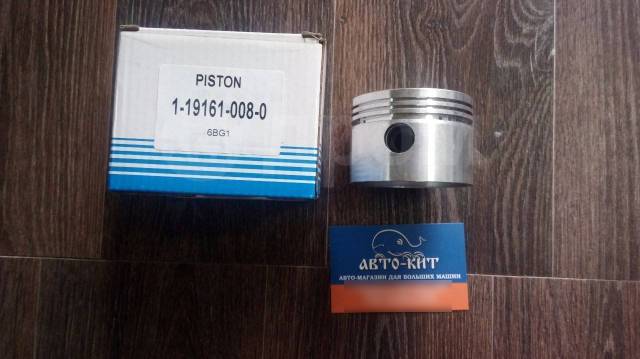 PISTON
1-19161-008-0
6BG1
АВТО-КИТ
АВТО-МАГАЗИН ДЛЯ БОЛЬШИХ МАШИН